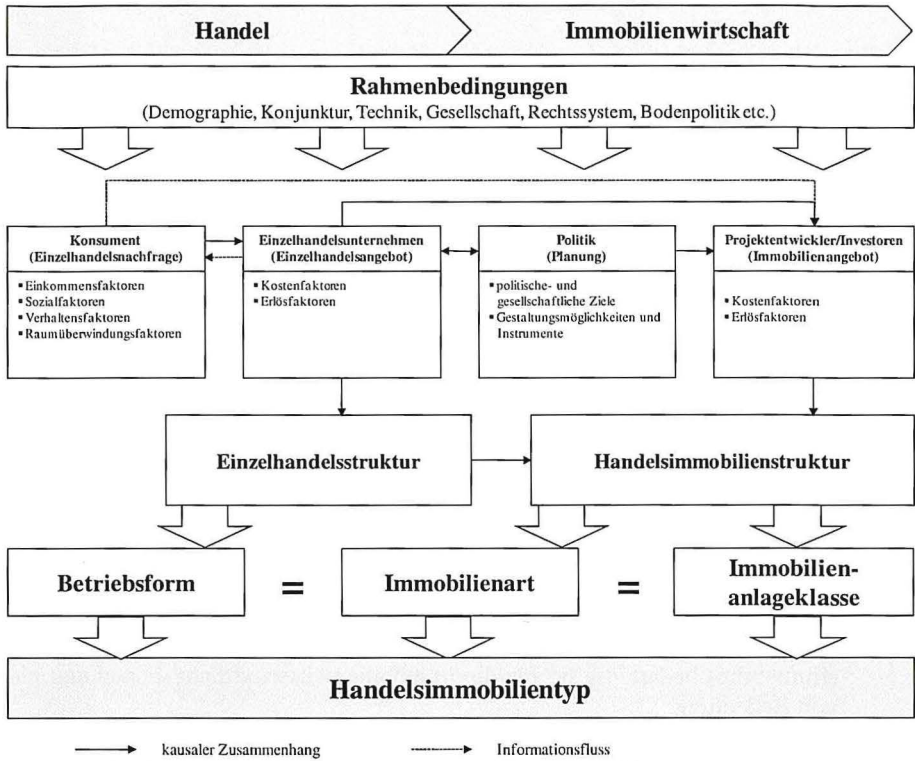 Handel
Immobilienwirtschaft
Rahmenbedingungen
(Demographie, Konjunktur, Technik, Gesellschaft, Rechtssystem, Bodenpolitik etc.)
Konsument
(Einzelhandelsnachfrage)
▪ Einkommensfaktoren
▪ Sozialfaktoren
▪ Verhaltensfaktoren
▪ Raumüberwindungsfaktoren
Einzelhandelsunternehmen
(Einzelhandelsangebot)
▪ Kostenfaktoren
▪ Erlösfaktoren
Politik
(Planung)
▪ politische- und
gesellschaftliche Ziele
▪ Gestaltungsmöglichkeiten und
Instrumente
Projektentwickler/Investoren
(Immobilienangebot)
▪ Kostenfaktoren
▪ Erlösfaktoren
Einzelhandelsstruktur
Handelsimmobilienstruktur
Betriebsform
=
Immobilienart
=
Immobilien-
anlageklasse
Handelsimmobilientyp
kausaler Zusammenhang
Informationsfluss